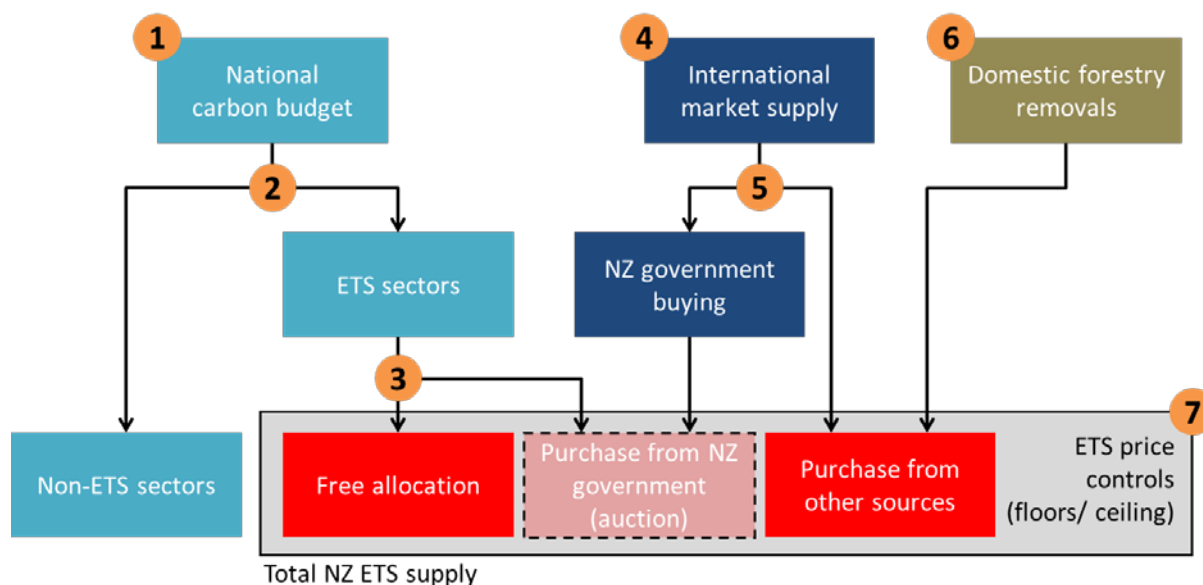 1
National
carbon budget
4
International
market supply
6
Domestic forestry
removals
2
5
ETS sectors
NZ government
buying
3
7
Non-ETS sectors
Free allocation
Purchase from NZ
government
(auction)
Purchase from
other sources
ETS price
controls
(floors/ ceiling)
Total NZ ETS supply